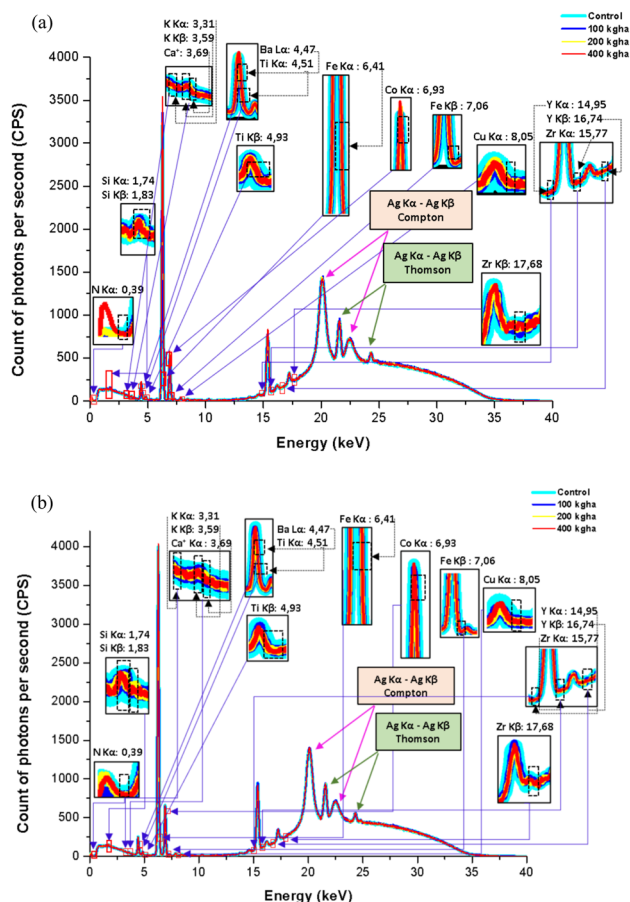 (a)
Control
100 kgha
200 kgha
400 kgha
K Kα: 3,31
K Kβ: 3,59
Ca⁺: 3,69
Ba Lα: 4,47
Ti Kα: 4,51
Fe Kα : 6,41
Co Kα : 6,93
Fe Kβ : 7,06
Y Kα : 14,95
Y Kβ : 16,74
Zr Kα : 15,77
Ti Kβ: 4,93
Cu Kα : 8,05
Si Kα: 1,74
Si Kβ: 1,83
Ag Kα - Ag Kβ
Compton
Ag Kα - Ag Kβ
Thomson
Zr Kβ: 17,68
N Kα: 0,39
Count of photons per second (CPS)
4000
3500
3000
2500
2000
1500
1000
500
0
0 5 10 15 20 25 30 35 40
Energy (keV)
(b)
Control
100 kgha
200 kgha
400 kgha
K Kα: 3,31
K Kβ: 3,59
Ca⁺ Kα : 3,69
Ba Lα: 4,47
Ti Kα: 4,51
Fe Kα : 6,41
Co Kα : 6,93
Fe Kβ : 7,06
Cu Kα : 8,05
Ti Kβ: 4,93
Y Kα : 14,95
Y Kβ : 16,74
Zr Kα : 15,77
Si Kα: 1,74
Si Kβ: 1,83
Ag Kα - Ag Kβ
Compton
Ag Kα - Ag Kβ
Thomson
Zr Kβ: 17,68
N Kα: 0,39
Count of photons per second (CPS)
4000
3500
3000
2500
2000
1500
1000
500
0
0 5 10 15 20 25 30 35 40
Energy (keV)